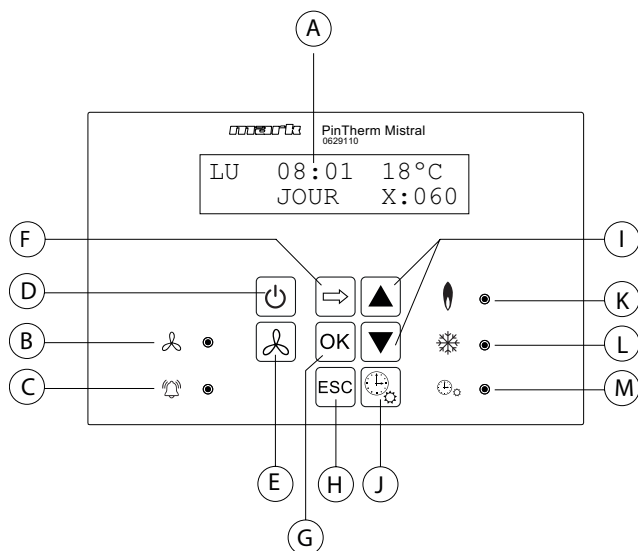 A
mark PinTherm Mistral
0629110
LU 08:01 18°C
JOUR X:060
F
I
D
K
B
OK
L
C
ESC
M
E
H
J
G